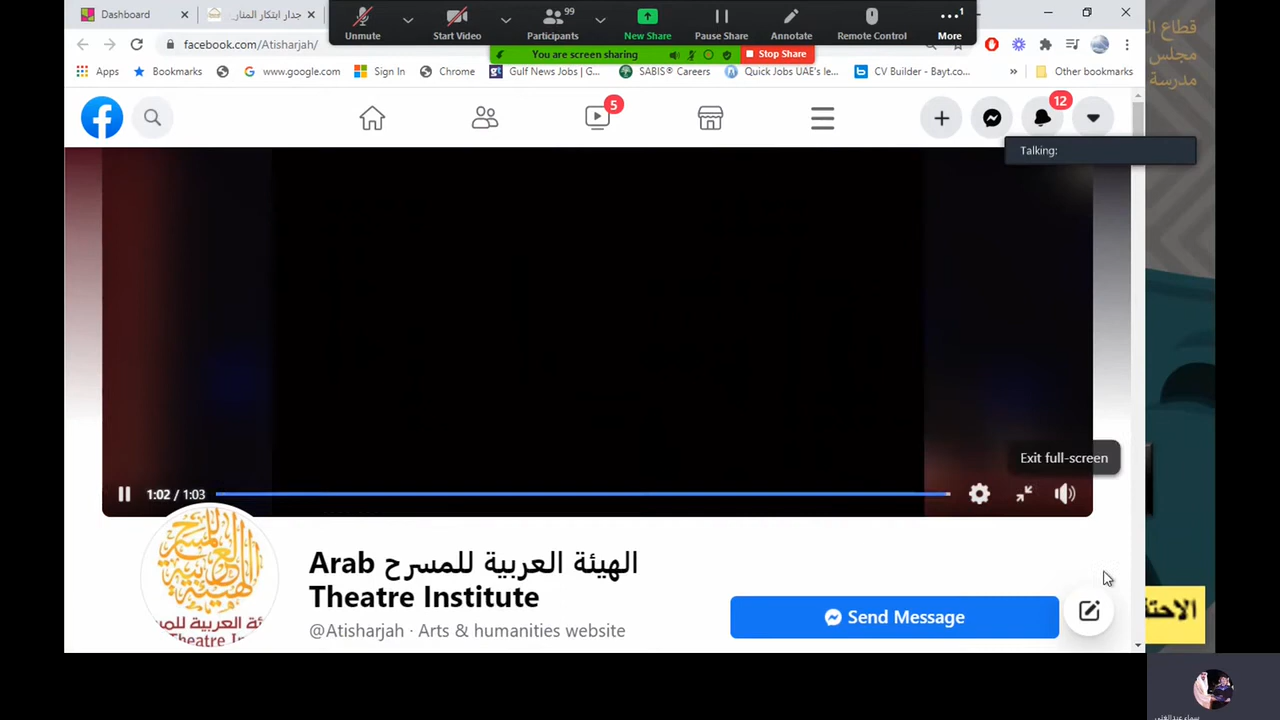 Dashboard
جدار ابتكار المنار
Unmute
Start Video
99
Participants
New Share
Pause Share
Annotate
Remote Control
1
More
You are screen sharing
Stop Share
facebook.com/Atisharjah/
Apps
Bookmarks
www.google.com
Sign In
Chrome
Gulf News Jobs | G...
SABIS® Careers
Quick Jobs UAE's le...
CV Builder - Bayt.co...
»
Other bookmarks
قطاع
مجلس
مدرسة
5
12
Talking:
Exit full-screen
1:02 / 1:03
الهيئة العربية للمسرح Arab
Theatre Institute
@Atisharjah · Arts & humanities website
Send Message